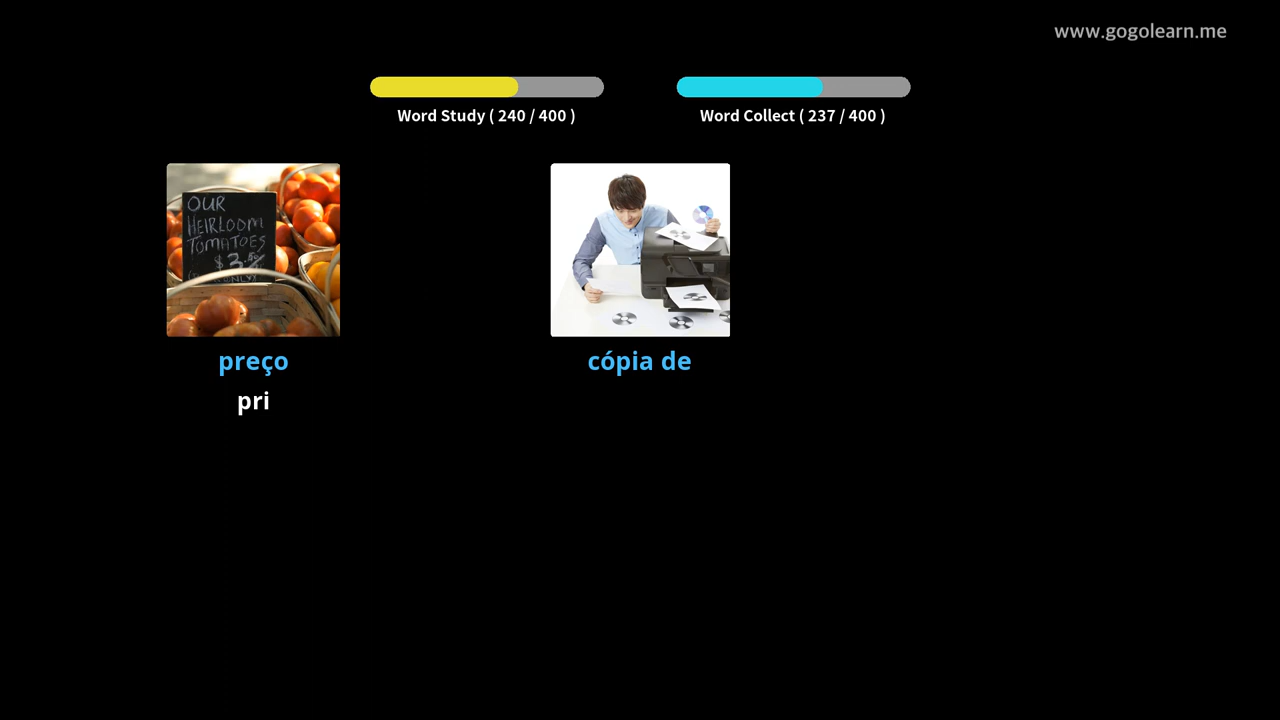 www.gogolearn.me
Word Study ( 240 / 400 )
Word Collect ( 237 / 400 )
OUR
HEIRLOOM
TOMATOES
preço
cópia de
pri